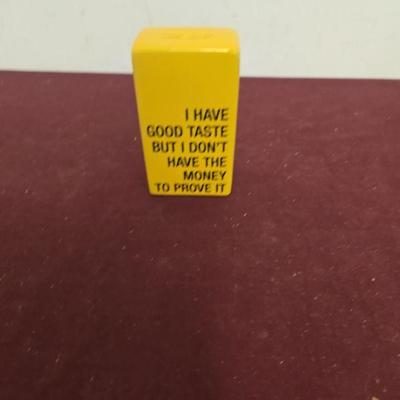 I HAVE
GOOD TASTE
BUT I DON'T
HAVE THE
MONEY
TO PROVE IT